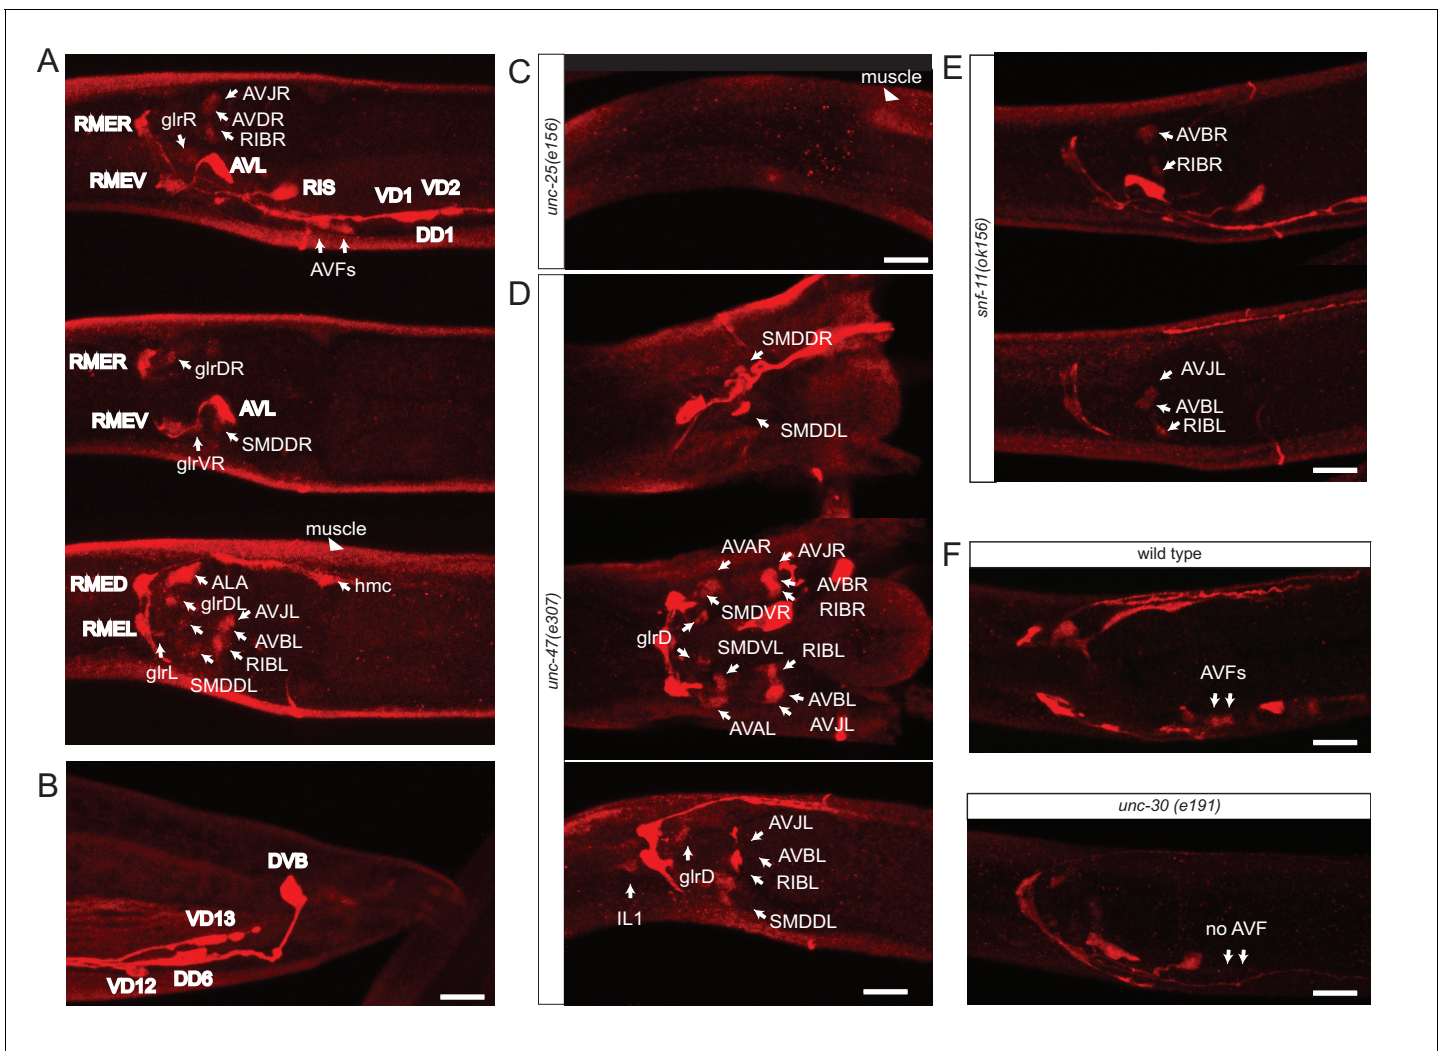 A
AVJR
AVDR
RIBR
glrR
RMER
AVL
RMEV
RIS
VD1
VD2
DD1
AVFs
RMER
glrDR
RMEV
AVL
SMDDR
glrVR
muscle
RMED
ALA
hmc
glrDL
AVJL
RMEL
AVBL
RIBL
glrL
SMDDL
B
DVB
VD13
DD6
VD12
C
unc-25(e156)
muscle
D
unc-47(e307)
SMDDR
SMDDL
AVAR
AVJR
AVBR
SMDVR
RIBR
glrD
SMDVL
RIBL
AVBL
AVAL
AVJL
AVJL
AVBL
glrD
RIBL
IL1
SMDDL
E
snf-11(ok156)
AVBR
RIBR
AVJL
AVBL
RIBL
F
wild type
AVFs
unc-30 (e191)
no AVF